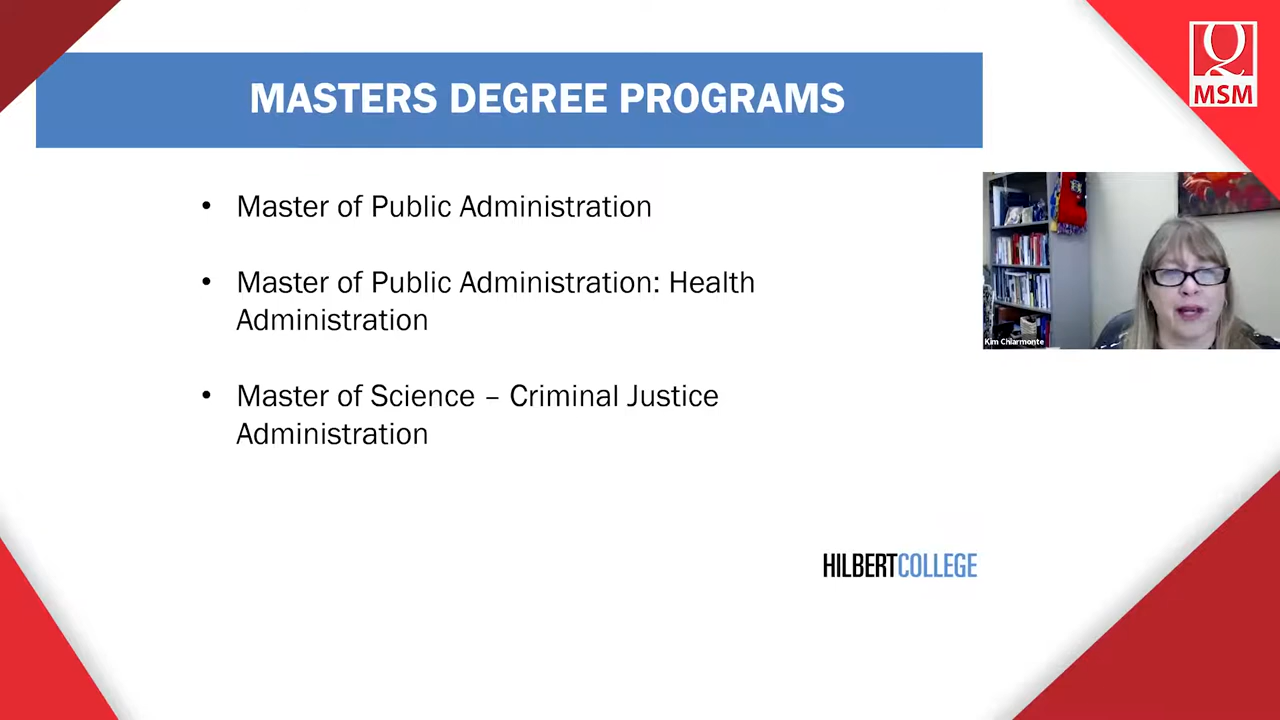 MASTERS DEGREE PROGRAMS
Q
MSM
• Master of Public Administration
• Master of Public Administration: Health
Administration
• Master of Science – Criminal Justice
Administration
Kim Chiarmonte
HILBERTCOLLEGE